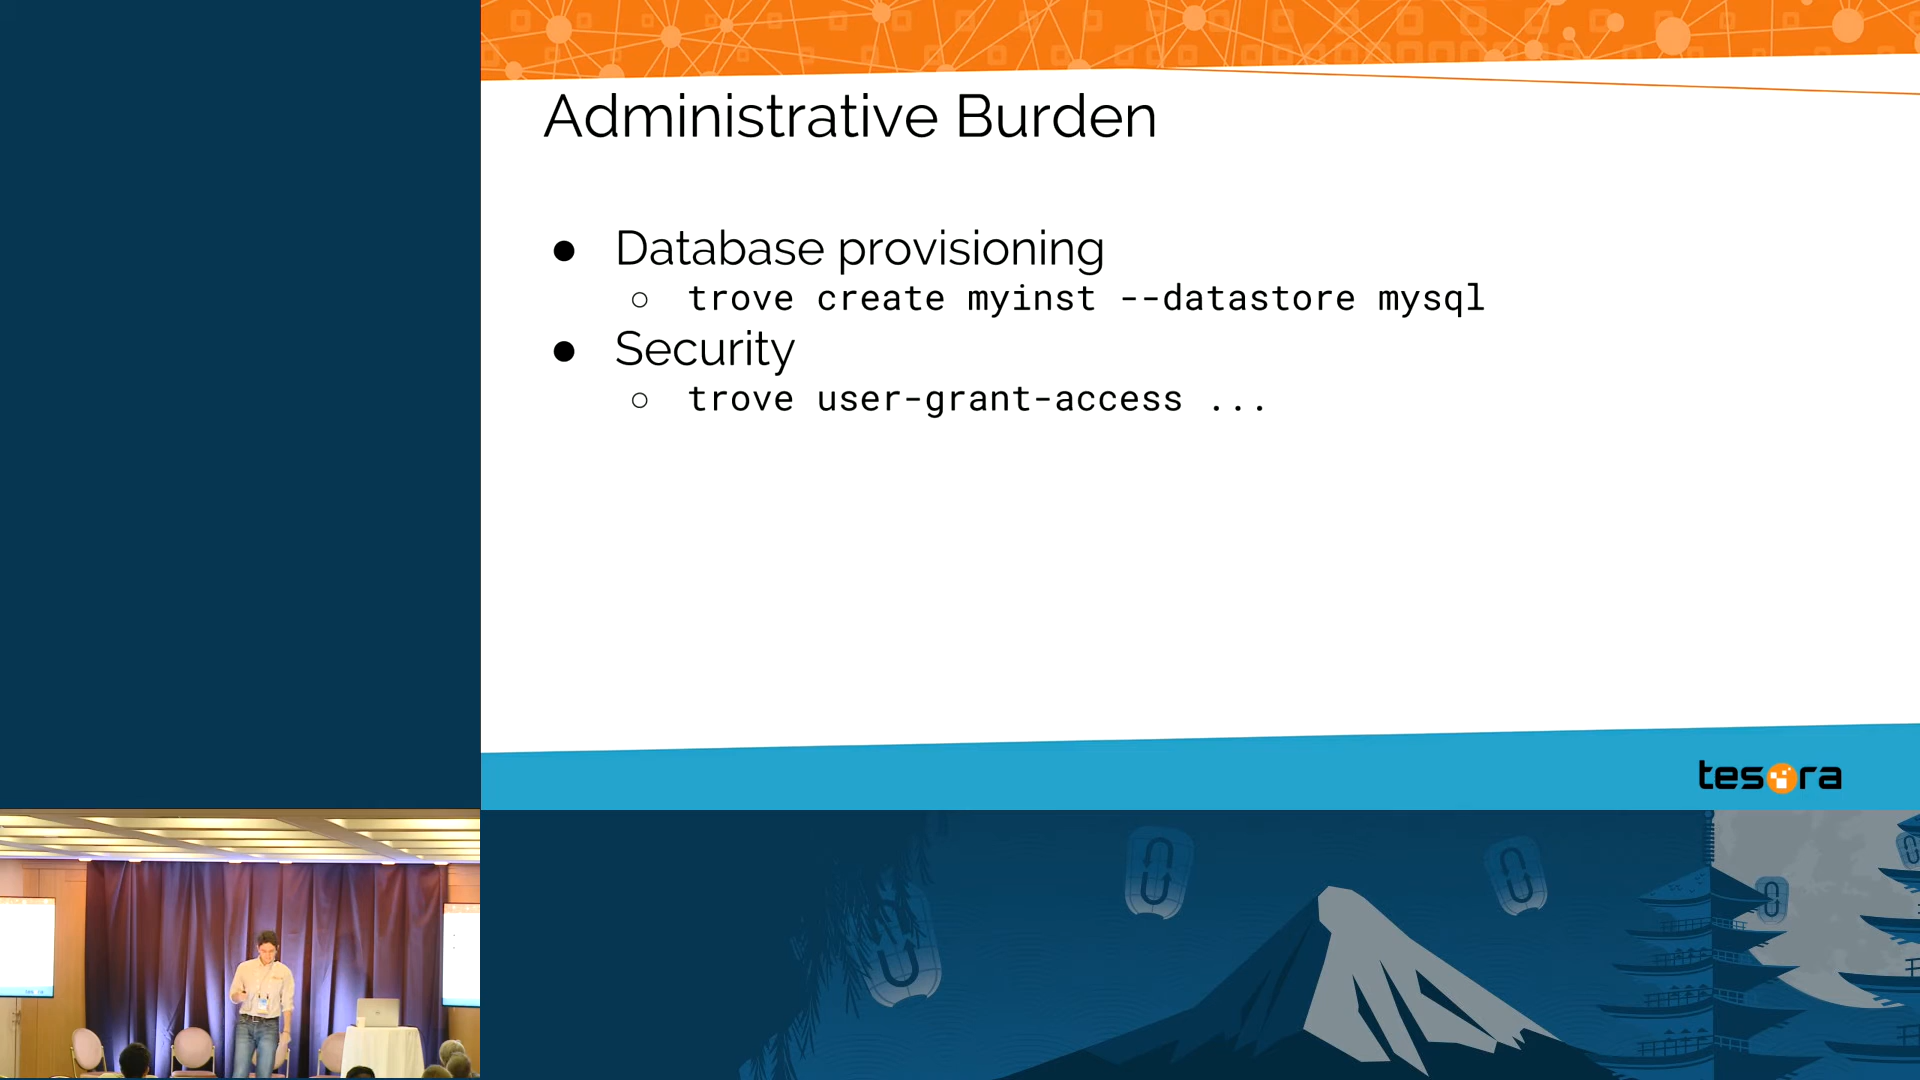 Administrative Burden
● Database provisioning
○ trove create myinst --datastore mysql
● Security
○ trove user-grant-access ...
tesora